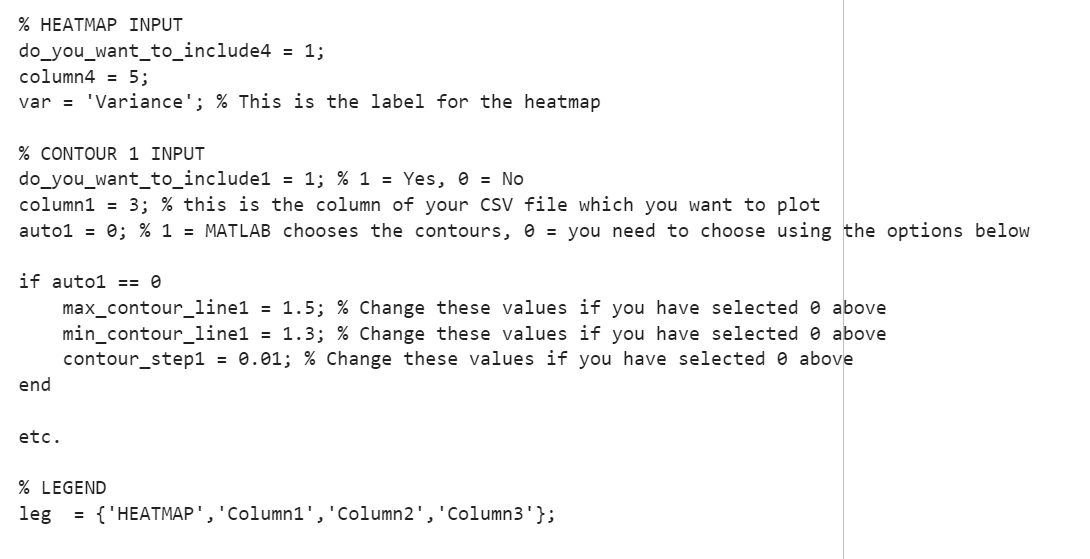 % HEATMAP INPUT
do_you_want_to_include4 = 1;
column4 = 5;
var = 'Variance'; % This is the label for the heatmap
% CONTOUR 1 INPUT
do_you_want_to_include1 = 1; % 1 = Yes, 0 = No
column1 = 3; % this is the column of your CSV file which you want to plot
auto1 = 0; % 1 = MATLAB chooses the contours, 0 = you need to choose using the options below
if auto1 == 0
    max_contour_line1 = 1.5; % Change these values if you have selected 0 above
    min_contour_line1 = 1.3; % Change these values if you have selected 0 above
    contour_step1 = 0.01; % Change these values if you have selected 0 above
end
etc.
% LEGEND
leg  = {'HEATMAP','Column1','Column2','Column3'};